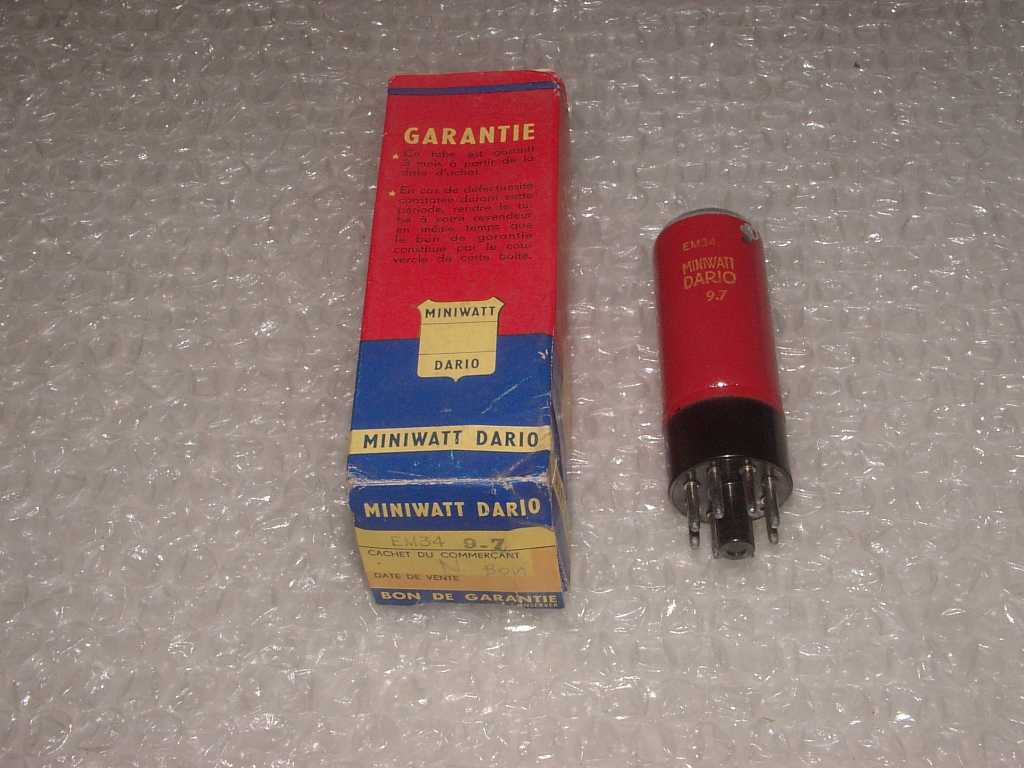 GARANTIE
★ Ce tube est garanti
3 mois à partir de la
date d'achat.
★ En cas de défectuosité
constatée durant cette
période, rendre le tu-
be à votre revendeur
en même temps que
le bon de garantie
constitué par le cou-
vercle de cette boîte.
MINIWATT
DARIO
MINIWATT DARIO
MINIWATT DARIO
EM34 9-7
CACHET DU COMMERÇANT
N Bon
DATE DE VENTE
BON DE GARANTIE
EM34
MINIWATT
DARIO
9.7